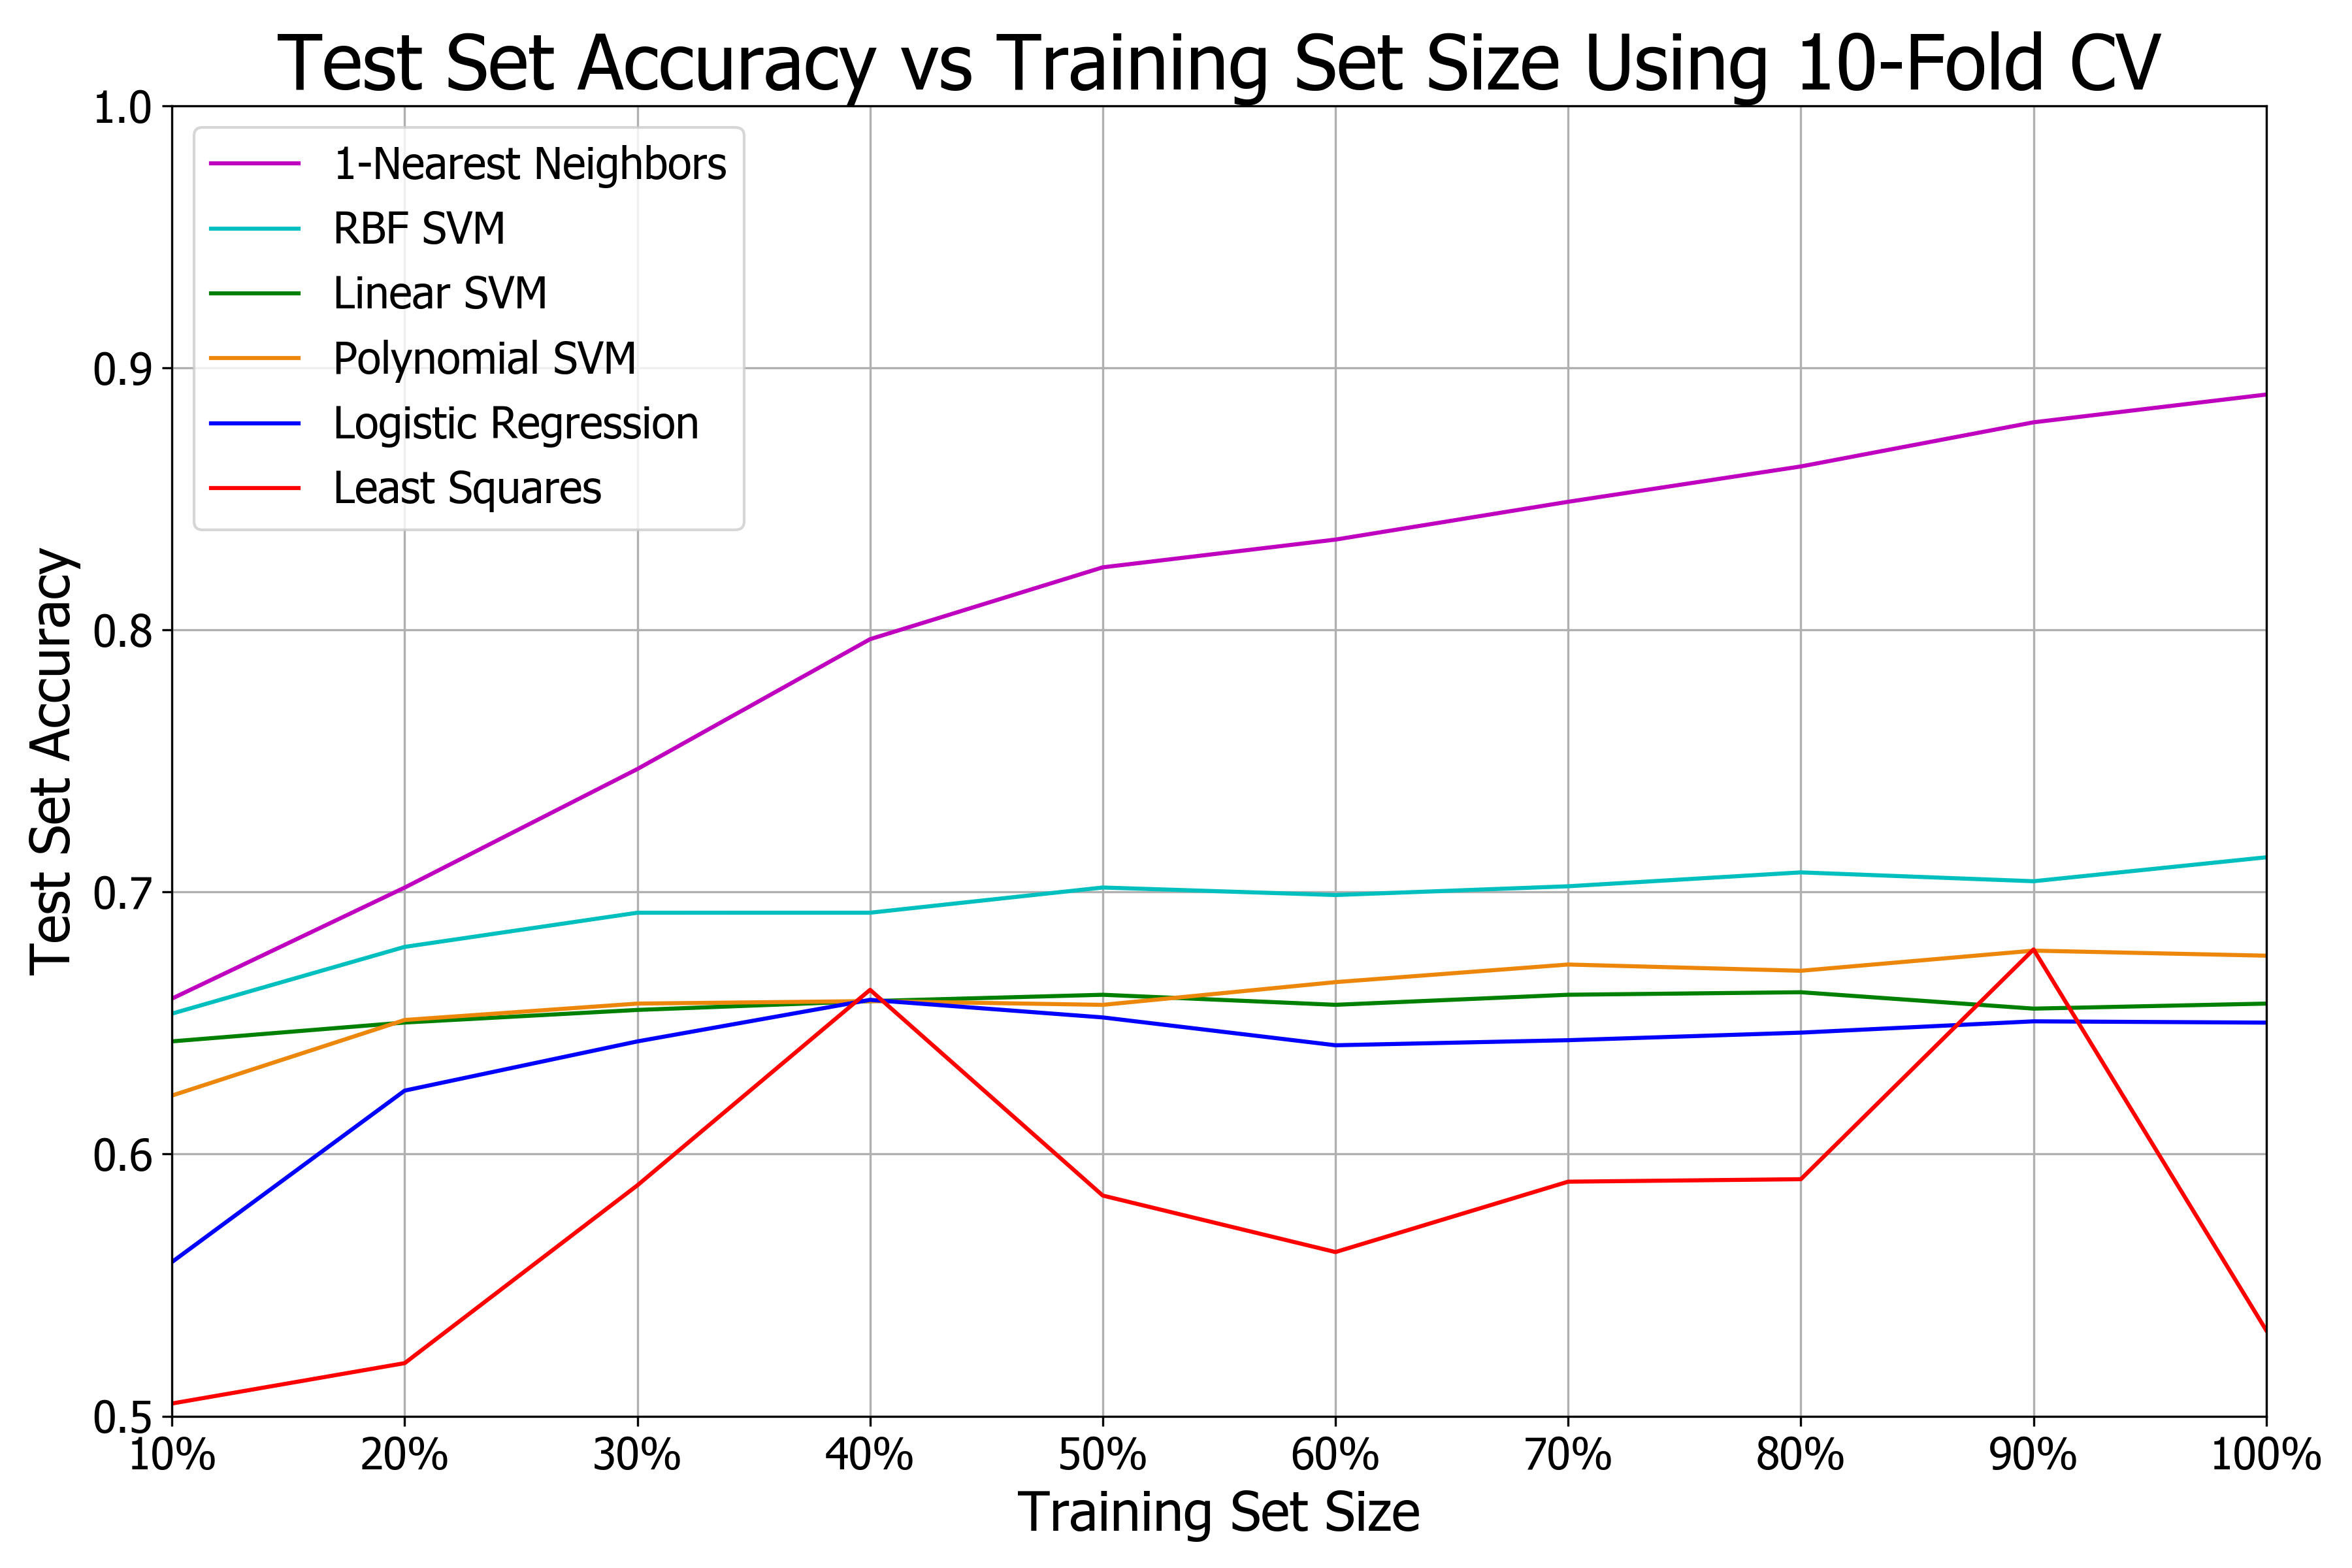 Test Set Accuracy vs Training Set Size Using 10-Fold CV
1.0
1-Nearest Neighbors
RBF SVM
Linear SVM
Polynomial SVM
Logistic Regression
Least Squares
0.9
0.8
0.7
0.6
0.5
Test Set Accuracy
10% 20% 30% 40% 50% 60% 70% 80% 90% 100%
Training Set Size